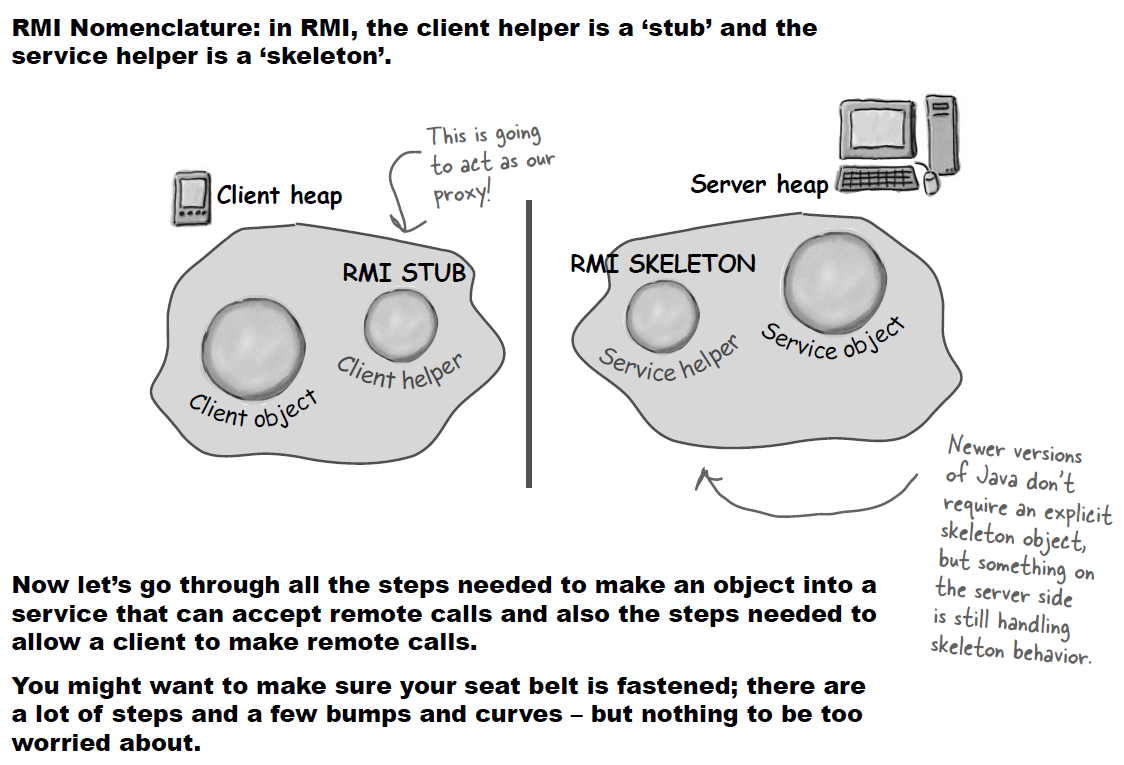 RMI Nomenclature: in RMI, the client helper is a ‘stub’ and the
service helper is a ‘skeleton’.
This is going
to act as our
proxy!
Client heap
Server heap
RMI STUB
RMI SKELETON
Client object
Client helper
Service helper
Service object
Newer versions
of Java don't
require an explicit
skeleton object,
but something on
the server side
is still handling
skeleton behavior.
Now let’s go through all the steps needed to make an object into a
service that can accept remote calls and also the steps needed to
allow a client to make remote calls.
You might want to make sure your seat belt is fastened; there are
a lot of steps and a few bumps and curves – but nothing to be too
worried about.